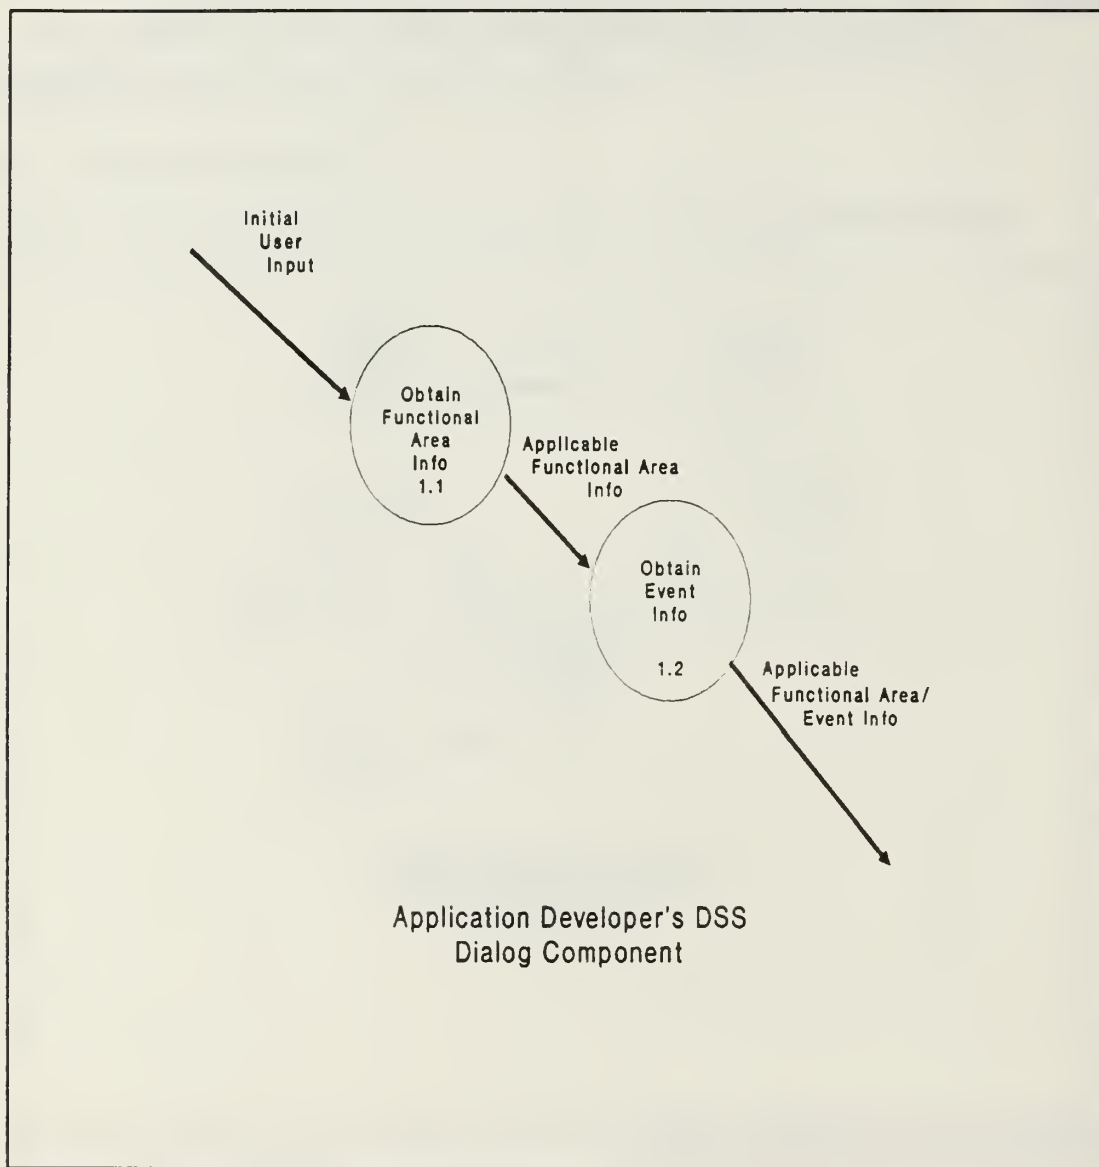 Initial
User
Input
Obtain
Functional
Area
Info
1.1
Applicable
Functional Area
Info
Obtain
Event
Info
1.2
Applicable
Functional Area/
Event Info
Application Developer's DSS
Dialog Component